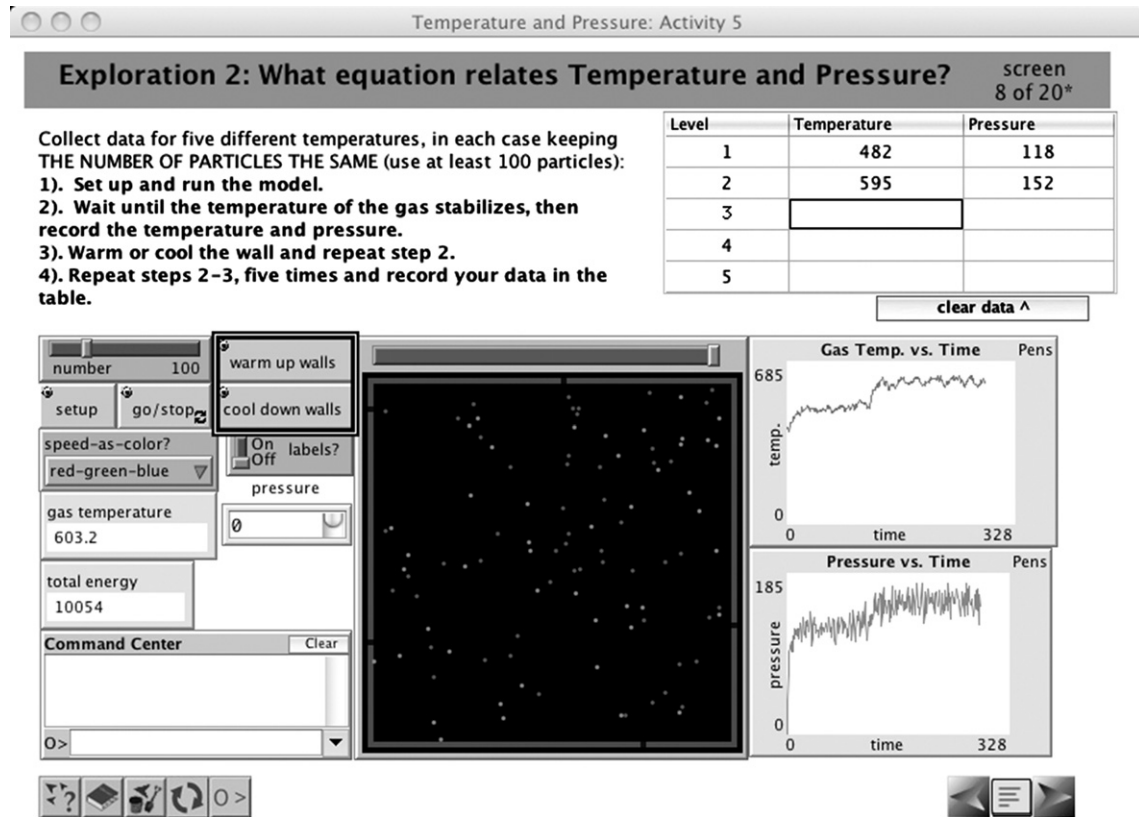 Temperature and Pressure: Activity 5
Exploration 2: What equation relates Temperature and Pressure?
screen
8 of 20*
Collect data for five different temperatures, in each case keeping
THE NUMBER OF PARTICLES THE SAME (use at least 100 particles):
1). Set up and run the model.
2). Wait until the temperature of the gas stabilizes, then
record the temperature and pressure.
3). Warm or cool the wall and repeat step 2.
4). Repeat steps 2-3, five times and record your data in the
table.
Level Temperature Pressure
1 482 118
2 595 152
3
4
5
clear data ^
number 100
setup
go/stop
warm up walls
cool down walls
speed-as-color?
red-green-blue
On
Off
labels?
pressure
0
gas temperature
603.2
total energy
10054
Command Center
Clear
O>
Gas Temp. vs. Time
Pens
685
temp.
0
0 time 328
Pressure vs. Time
Pens
185
pressure
0
0 time 328
?
O >